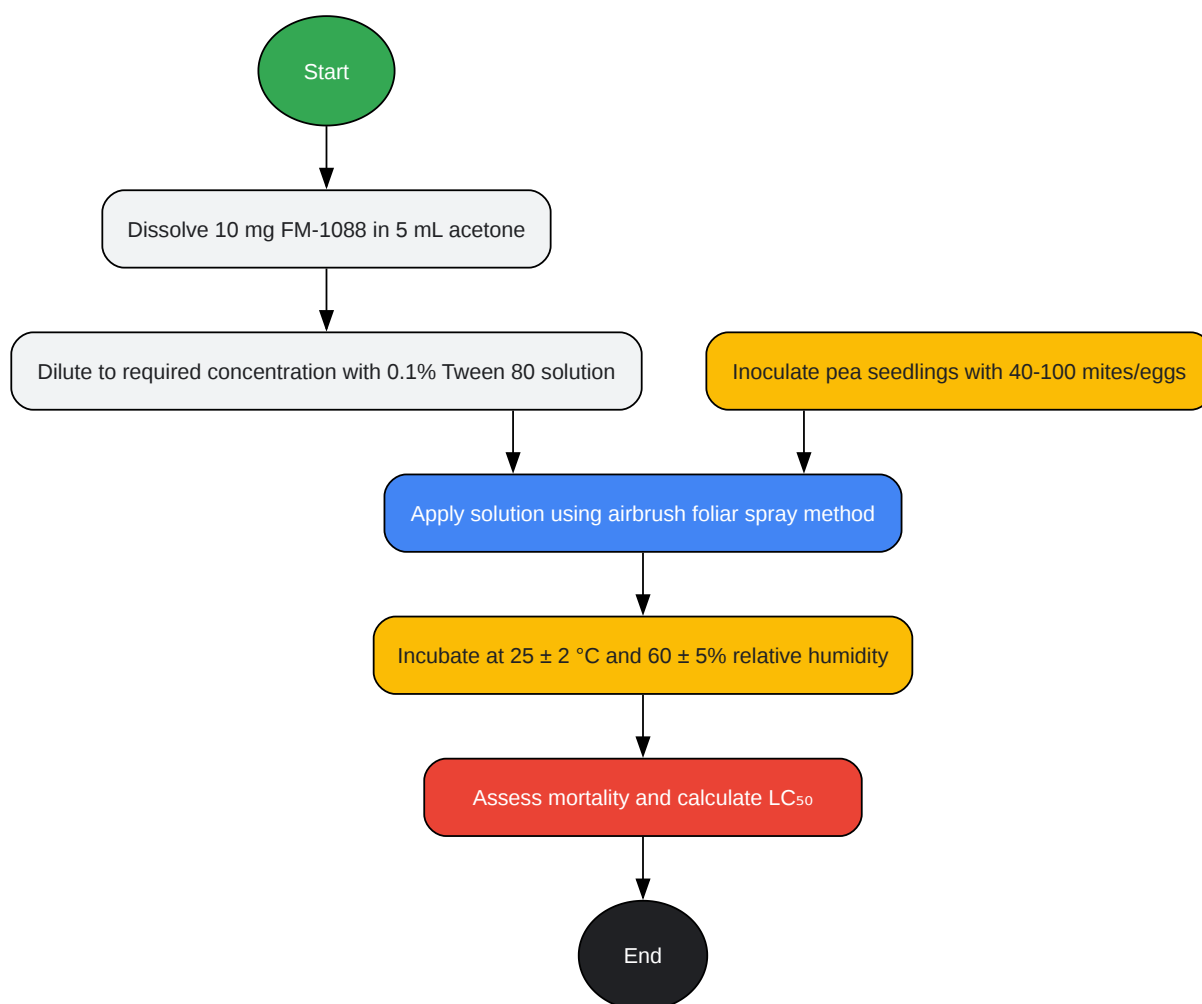 Start
Dissolve 10 mg FM-1088 in 5 mL acetone
Dilute to required concentration with 0.1% Tween 80 solution
Inoculate pea seedlings with 40-100 mites/eggs
Apply solution using airbrush foliar spray method
Incubate at 25 ± 2 °C and 60 ± 5% relative humidity
Assess mortality and calculate LC₅₀
End